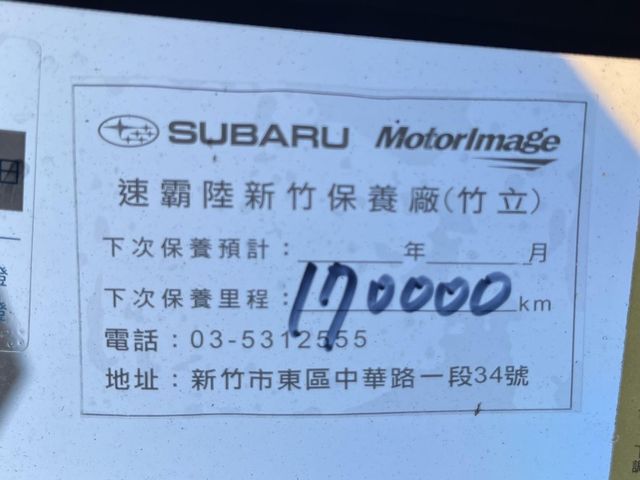 SUBARU MotorImage
速霸陸新竹保養廠(竹立)
下次保養預計：年 月
下次保養里程：170000km
電話：03-5312555
地址：新竹市東區中華路一段34號
日